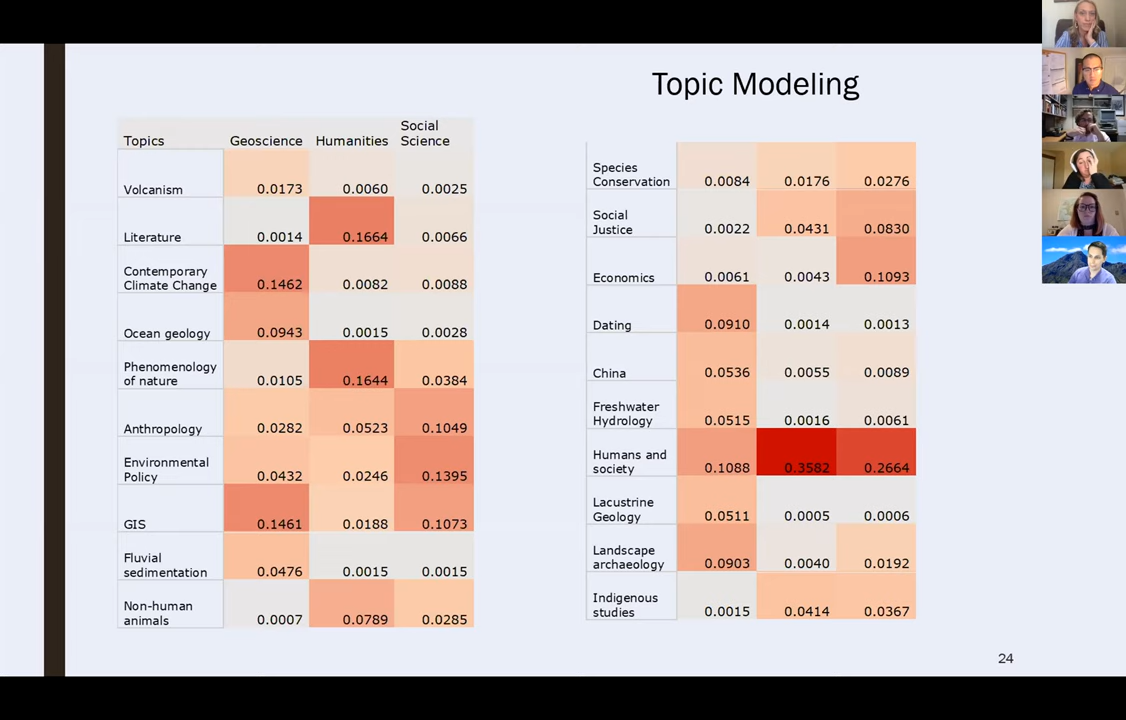 Topic Modeling
Topics Geoscience Humanities Social
Science
Volcanism 0.0173 0.0060 0.0025
Literature 0.0014 0.1664 0.0066
Contemporary
Climate Change 0.1462 0.0082 0.0088
Ocean geology 0.0943 0.0015 0.0028
Phenomenology
of nature 0.0105 0.1644 0.0384
Anthropology 0.0282 0.0523 0.1049
Environmental
Policy 0.0432 0.0246 0.1395
GIS 0.1461 0.0188 0.1073
Fluvial
sedimentation 0.0476 0.0015 0.0015
Non-human
animals 0.0007 0.0789 0.0285
Species
Conservation 0.0084 0.0176 0.0276
Social
Justice 0.0022 0.0431 0.0830
Economics 0.0061 0.0043 0.1093
Dating 0.0910 0.0014 0.0013
China 0.0536 0.0055 0.0089
Freshwater
Hydrology 0.0515 0.0016 0.0061
Humans and
society 0.1088 0.3582 0.2664
Lacustrine
Geology 0.0511 0.0005 0.0006
Landscape
archaeology 0.0903 0.0040 0.0192
Indigenous
studies 0.0015 0.0414 0.0367
24